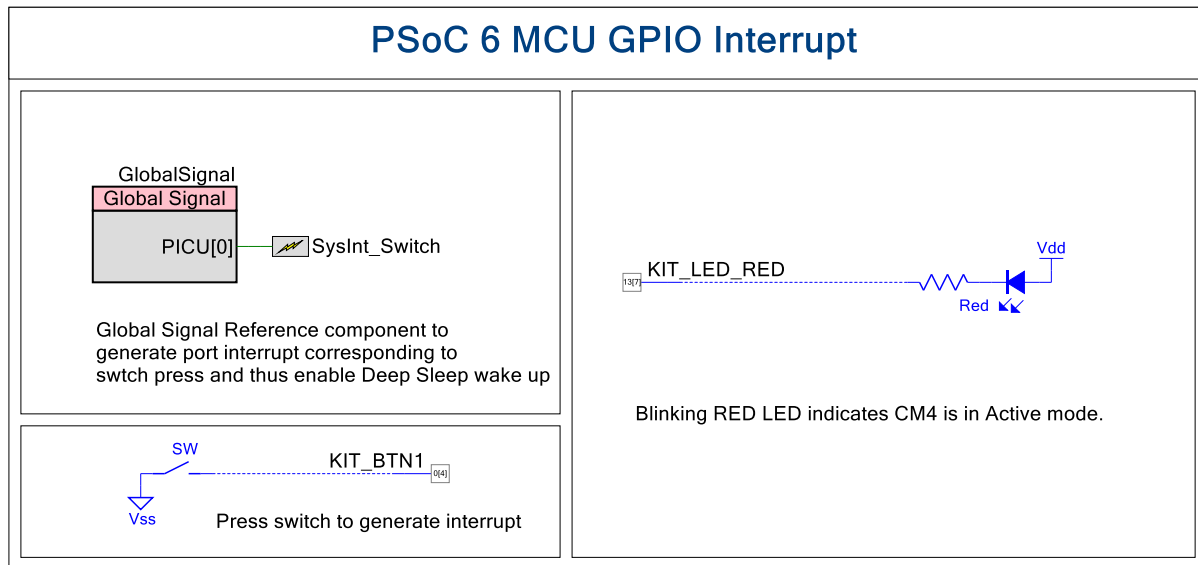 PSoC 6 MCU GPIO Interrupt
GlobalSignal
Global Signal
PICU[0]
SysInt_Switch
Global Signal Reference component to
generate port interrupt corresponding to
swtch press and thus enable Deep Sleep wake up
SW
KIT_BTN1
0[4]
Vss
Press switch to generate interrupt
Vdd
KIT_LED_RED
13[7]
Red
Blinking RED LED indicates CM4 is in Active mode.